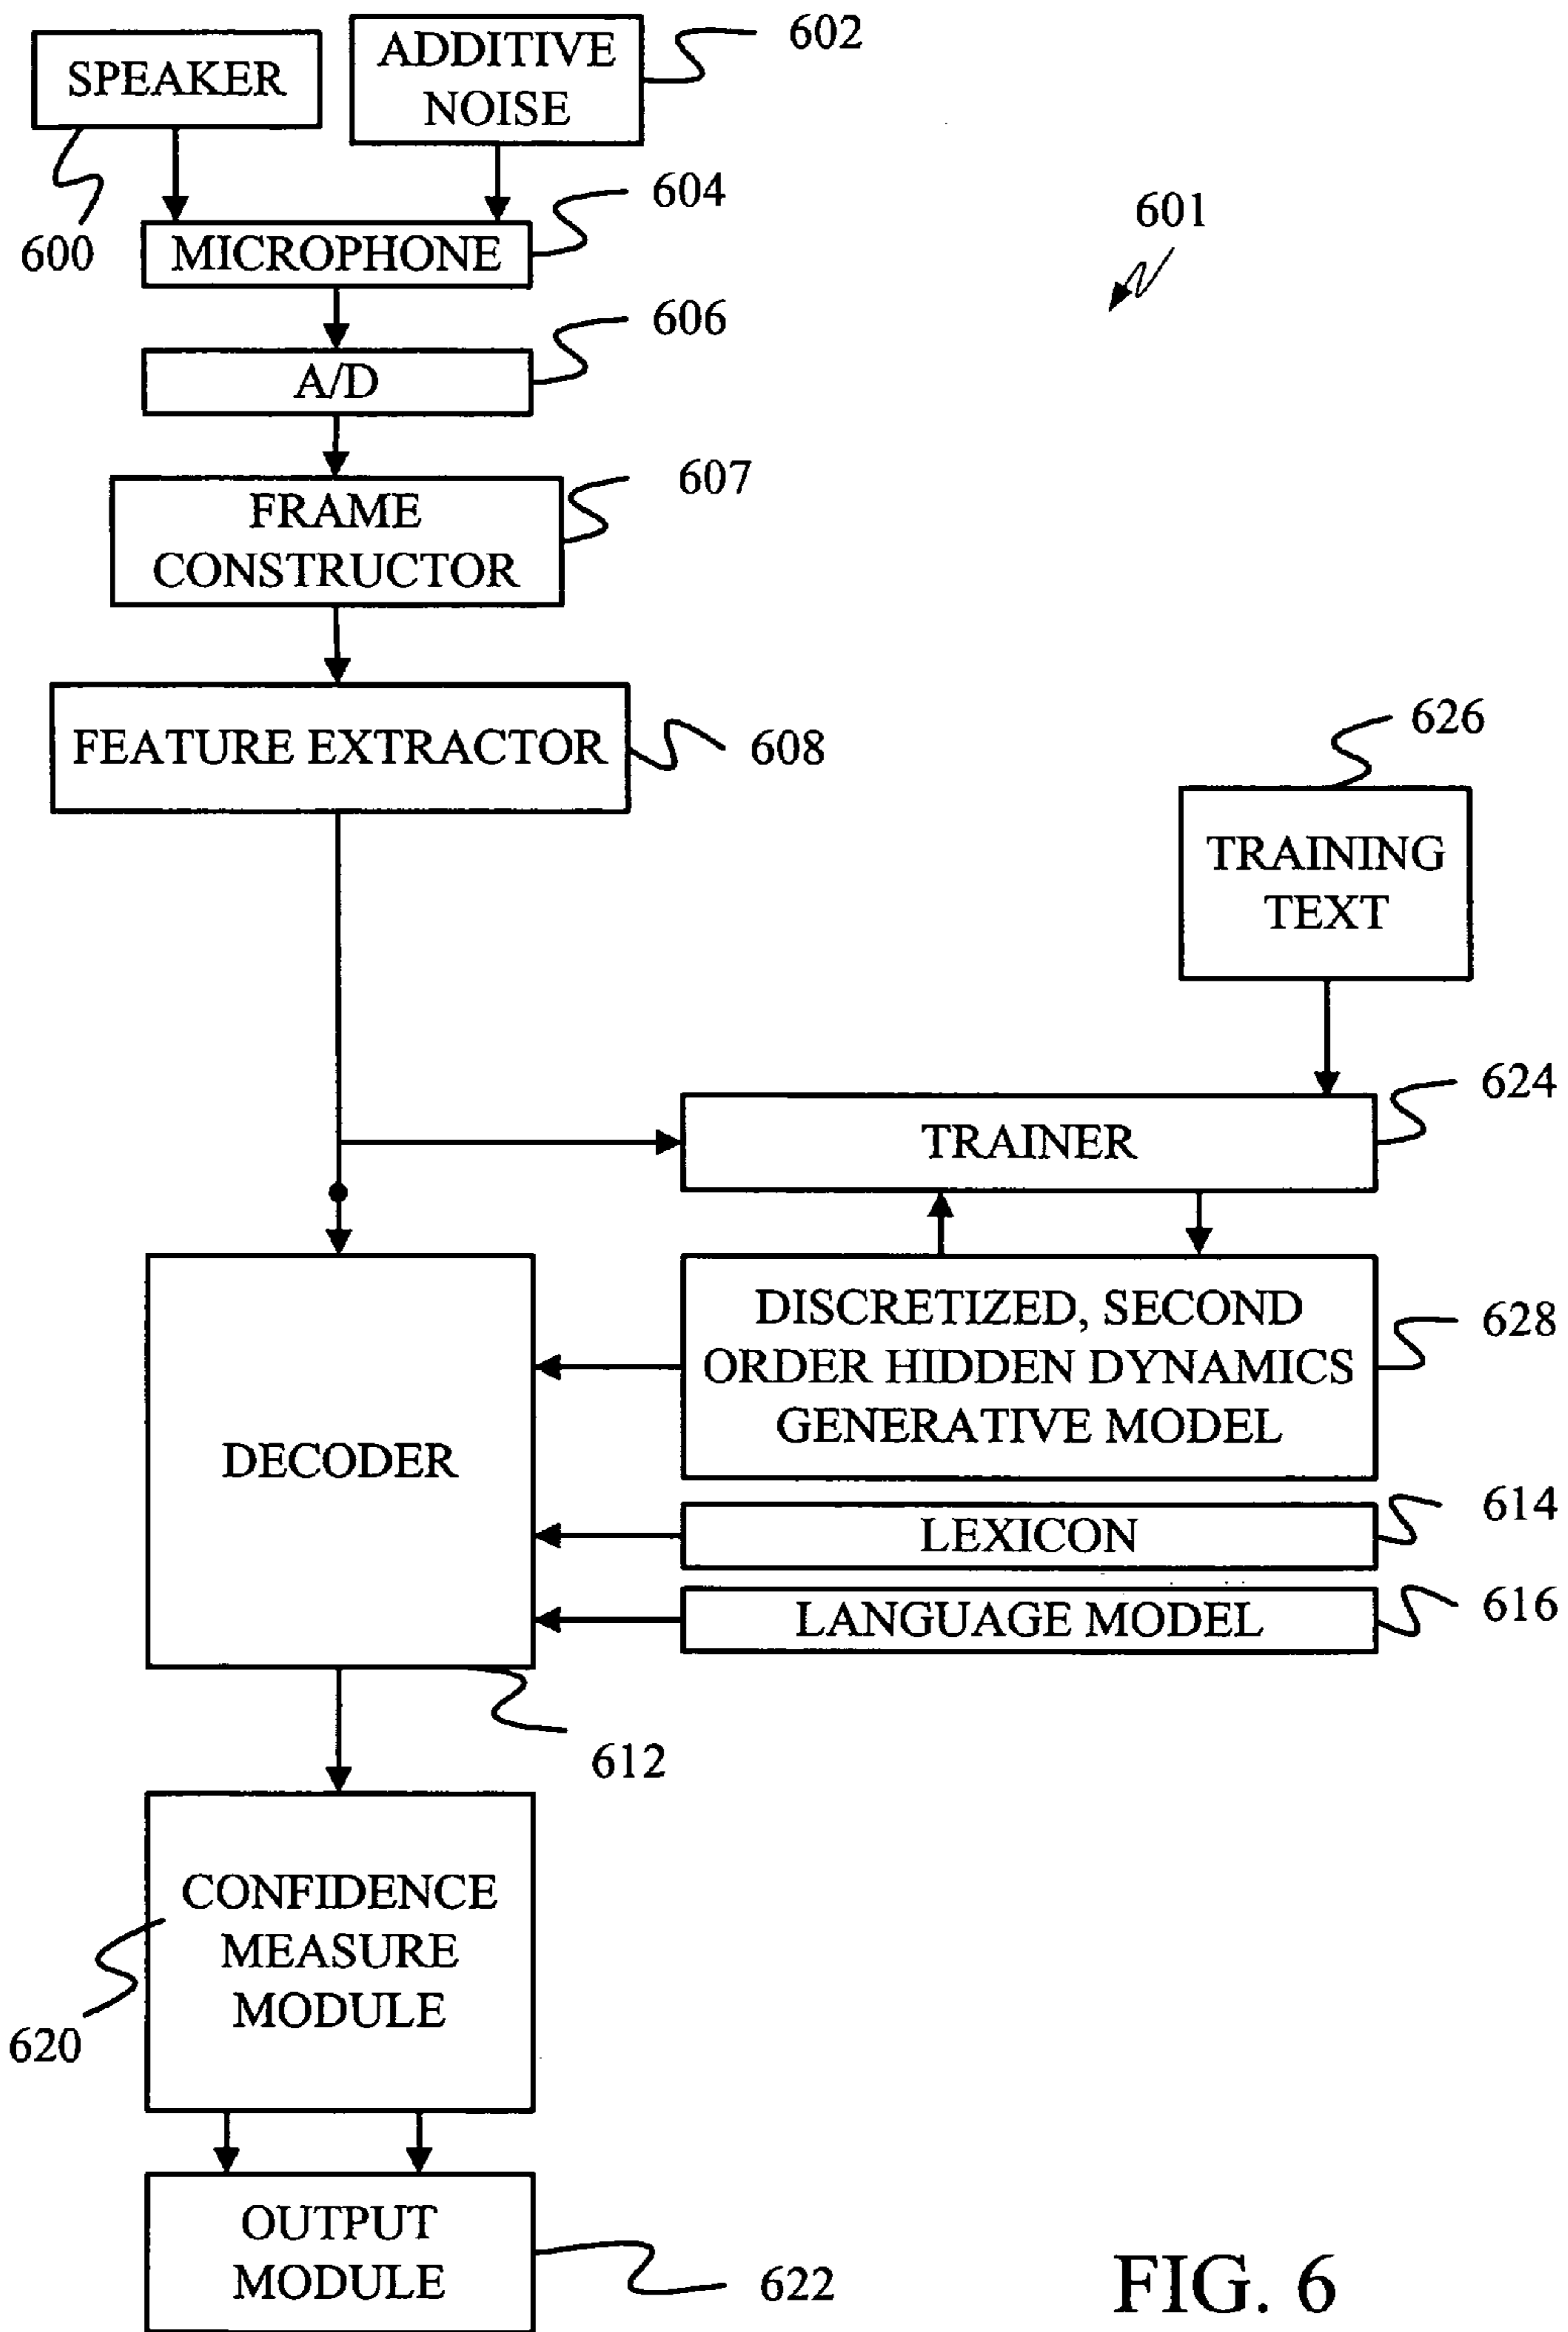 SPEAKER
ADDITIVE
NOISE
602
600
MICROPHONE
604
601
A/D
606
FRAME
CONSTRUCTOR
607
FEATURE EXTRACTOR
608
626
TRAINING
TEXT
624
TRAINER
DISCRETIZED, SECOND
ORDER HIDDEN DYNAMICS
GENERATIVE MODEL
628
DECODER
LEXICON
614
LANGUAGE MODEL
616
612
CONFIDENCE
MEASURE
MODULE
620
OUTPUT
MODULE
622
FIG. 6